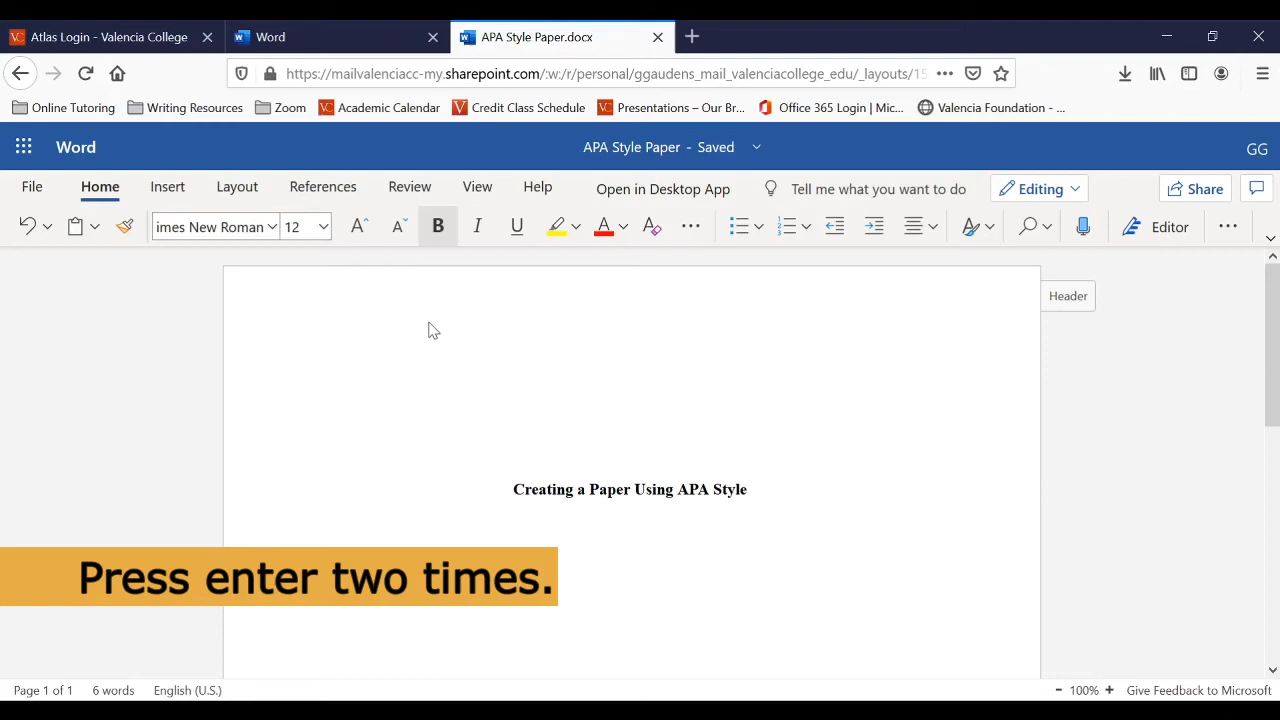 Atlas Login - Valencia College
Word
APA Style Paper.docx
https://mailvalenciacc-my.sharepoint.com/:w:/r/personal/ggaudens_mail_valenciacollege_edu/_layouts/15
Online Tutoring
Writing Resources
Zoom
Academic Calendar
Credit Class Schedule
Presentations – Our Br...
Office 365 Login | Mic...
Valencia Foundation - ...
Word
APA Style Paper - Saved
GG
File
Home
Insert
Layout
References
Review
View
Help
Open in Desktop App
Tell me what you want to do
Editing
Share
imes New Roman
12
B
I
U
Editor
Header
Creating a Paper Using APA Style
Press enter two times.
Page 1 of 1
6 words
English (U.S.)
- 100% +
Give Feedback to Microsoft